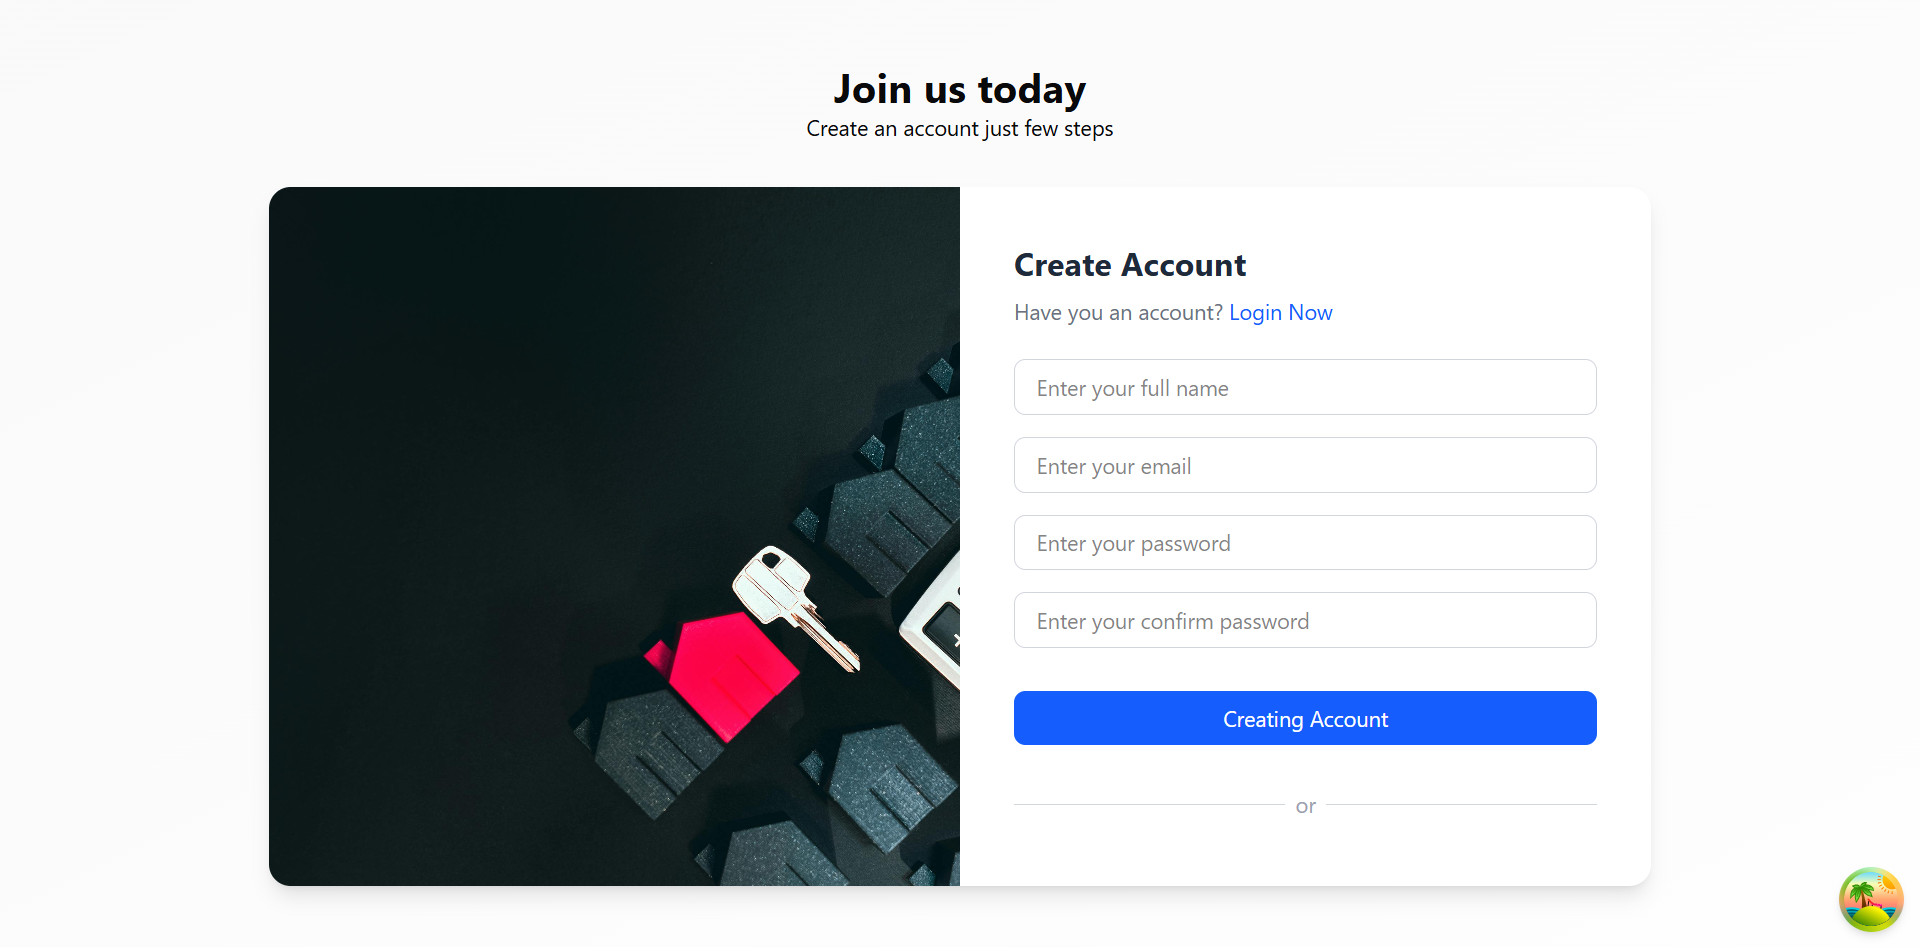 Join us today
Create an account just few steps
Create Account
Have you an account? Login Now
Enter your full name
Enter your email
Enter your password
Enter your confirm password
Creating Account
or